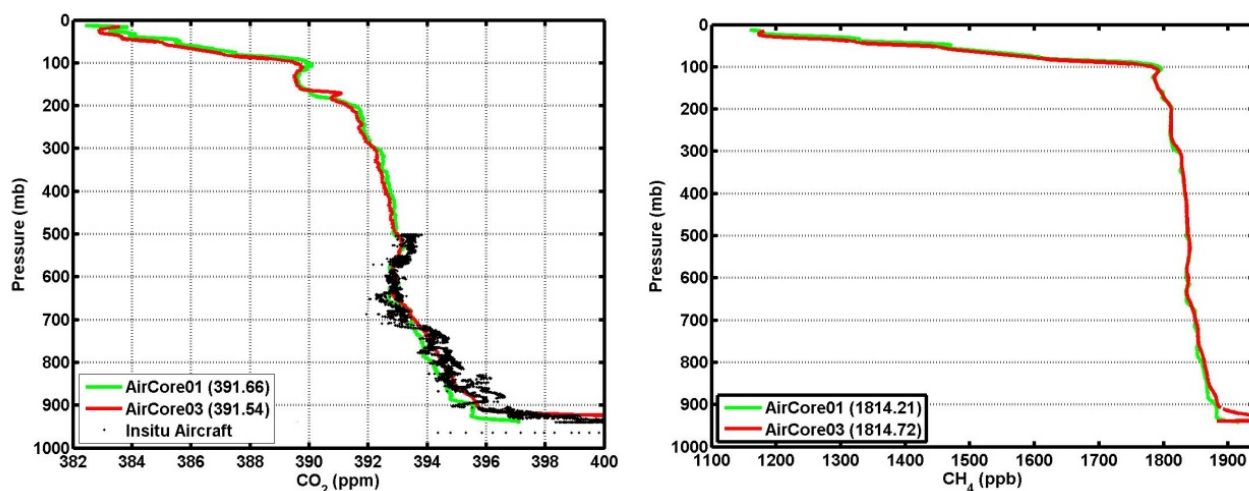 0
100
200
300
400
500
600
700
800
900
1000
Pressure (mb)
AirCore01 (391.66)
AirCore03 (391.54)
Insitu Aircraft
382 384 386 388 390 392 394 396 398 400
CO2 (ppm)
0
100
200
300
400
500
600
700
800
900
1000
Pressure (mb)
AirCore01 (1814.21)
AirCore03 (1814.72)
1100 1200 1300 1400 1500 1600 1700 1800 1900
CH4 (ppb)